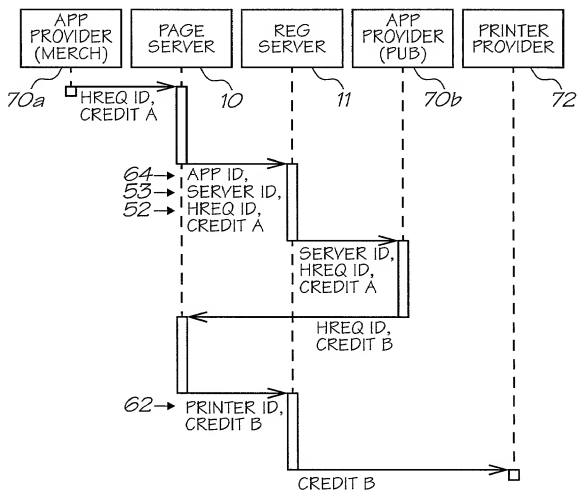 APP
PROVIDER
(MERCH)
PAGE
SERVER
REG
SERVER
APP
PROVIDER
(PUB)
PRINTER
PROVIDER
70a
10
11
70b
72
HREQ ID,
CREDIT A
64
APP ID,
53
SERVER ID,
52
HREQ ID,
CREDIT A
SERVER ID,
HREQ ID,
CREDIT A
HREQ ID,
CREDIT B
62
PRINTER ID,
CREDIT B
CREDIT B